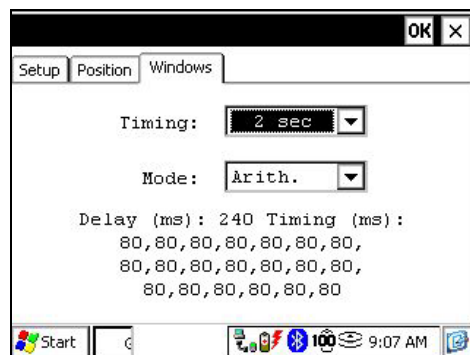 OK
Setup Position Windows
Timing: 2 sec
Mode: Arith.
Delay (ms): 240 Timing (ms):
80,80,80,80,80,80,80,
80,80,80,80,80,80,80,
80,80,80,80,80,80
Start 100 9:07 AM